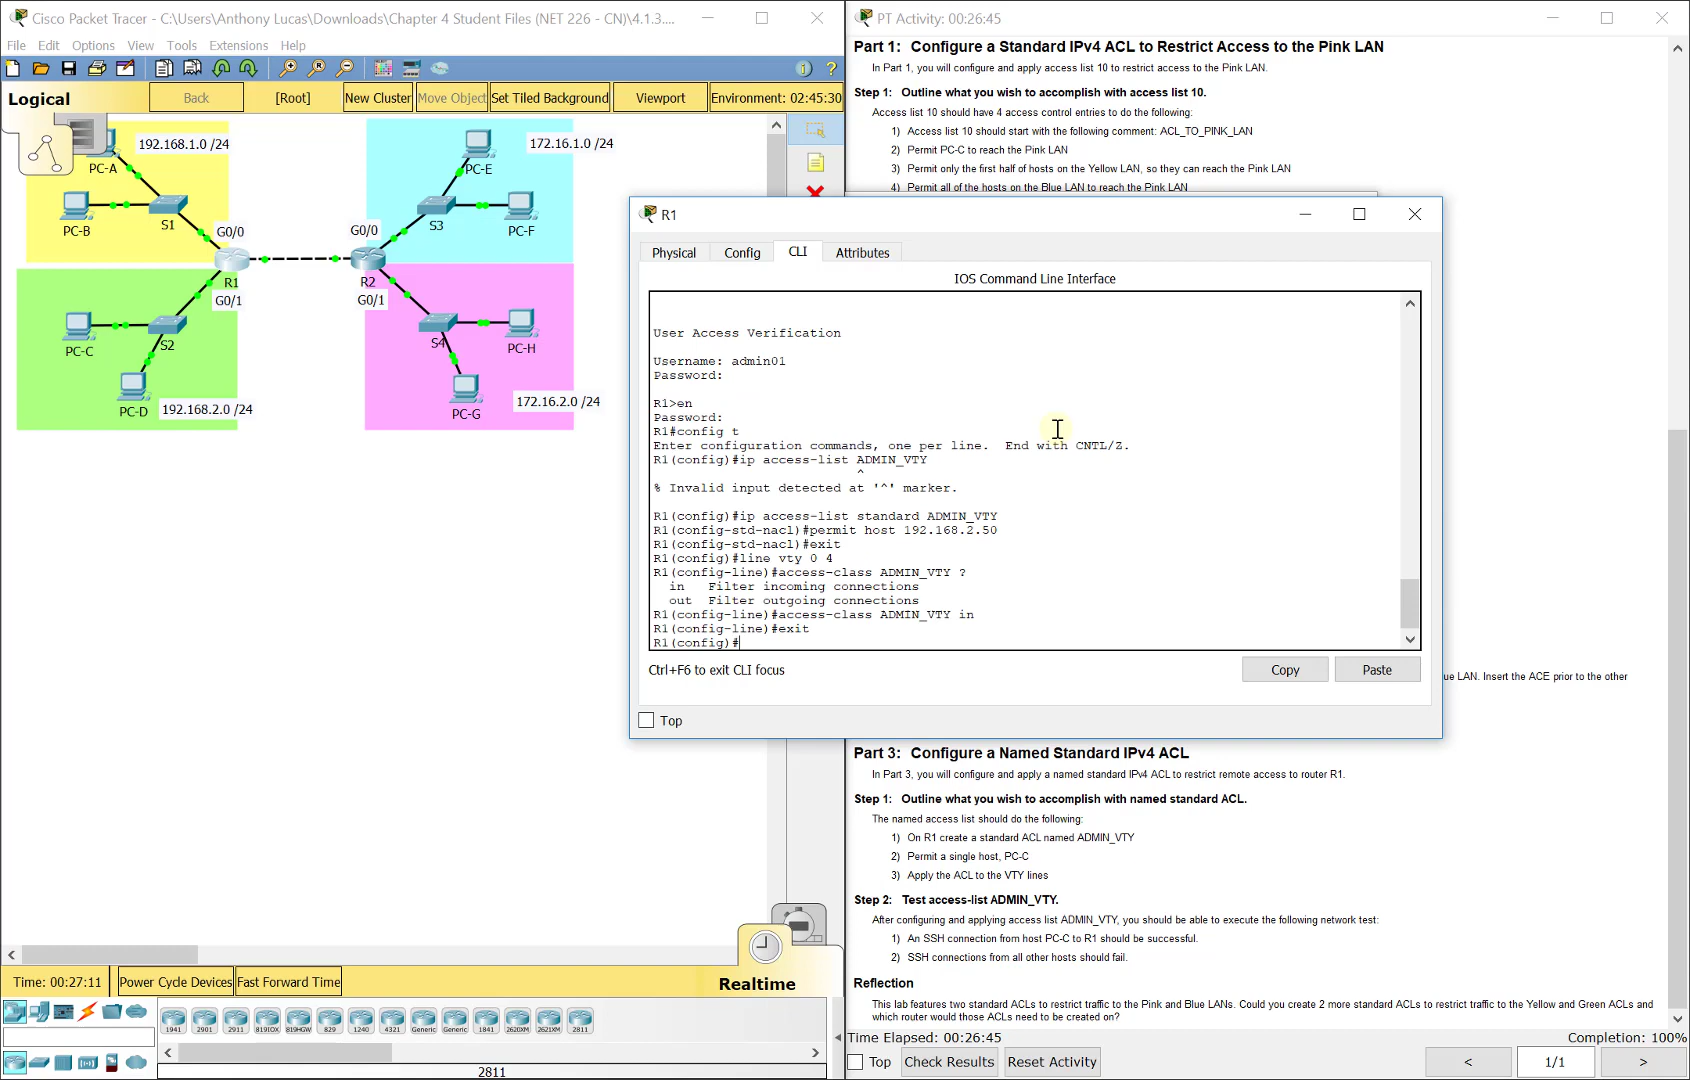 Cisco Packet Tracer - C:\Users\Anthony Lucas\Downloads\Chapter 4 Student Files (NET 226 - CN)\4.1.3....
File Edit Options View Tools Extensions Help
Logical Back [Root] New Cluster Move Object Set Tiled Background Viewport Environment: 02:45:30
192.168.1.0 /24
PC-A
PC-B
S1
G0/0
R1
G0/1
PC-C
S2
PC-D
192.168.2.0 /24
172.16.1.0 /24
PC-E
S3
PC-F
G0/0
R2
G0/1
S4
PC-H
PC-G
172.16.2.0 /24
Time: 00:27:11 Power Cycle Devices Fast Forward Time Realtime
1941 2901 2911 819IOX 819HGW 829 1240 4321 Generic Generic 1841 2620XM 2621XM 2811
2811
PT Activity: 00:26:45
Part 1: Configure a Standard IPv4 ACL to Restrict Access to the Pink LAN
In Part 1, you will configure and apply access list 10 to restrict access to the Pink LAN.
Step 1: Outline what you wish to accomplish with access list 10.
Access list 10 should have 4 access control entries to do the following:
1) Access list 10 should start with the following comment: ACL_TO_PINK_LAN
2) Permit PC-C to reach the Pink LAN
3) Permit only the first half of hosts on the Yellow LAN, so they can reach the Pink LAN
4) Permit all of the hosts on the Blue LAN to reach the Pink LAN
R1
Physical Config CLI Attributes
IOS Command Line Interface
User Access Verification
Username: admin01
Password:
R1>en
Password:
R1#config t
Enter configuration commands, one per line. End with CNTL/Z.
R1(config)#ip access-list ADMIN_VTY
^
% Invalid input detected at '^' marker.
R1(config)#ip access-list standard ADMIN_VTY
R1(config-std-nacl)#permit host 192.168.2.50
R1(config-std-nacl)#exit
R1(config)#line vty 0 4
R1(config-line)#access-class ADMIN_VTY ?
in Filter incoming connections
out Filter outgoing connections
R1(config-line)#access-class ADMIN_VTY in
R1(config-line)#exit
R1(config)#
Ctrl+F6 to exit CLI focus Copy Paste
Top
ue LAN. Insert the ACE prior to the other
Part 3: Configure a Named Standard IPv4 ACL
In Part 3, you will configure and apply a named standard IPv4 ACL to restrict remote access to router R1.
Step 1: Outline what you wish to accomplish with named standard ACL.
The named access list should do the following:
1) On R1 create a standard ACL named ADMIN_VTY
2) Permit a single host, PC-C
3) Apply the ACL to the VTY lines
Step 2: Test access-list ADMIN_VTY.
After configuring and applying access list ADMIN_VTY, you should be able to execute the following network test:
1) An SSH connection from host PC-C to R1 should be successful.
2) SSH connections from all other hosts should fail.
Reflection
This lab features two standard ACLs to restrict traffic to the Pink and Blue LANs. Could you create 2 more standard ACLs to restrict traffic to the Yellow and Green ACLs and
which router would those ACLs need to be created on?
Time Elapsed: 00:26:45 Completion: 100%
Top Check Results Reset Activity < 1/1 >